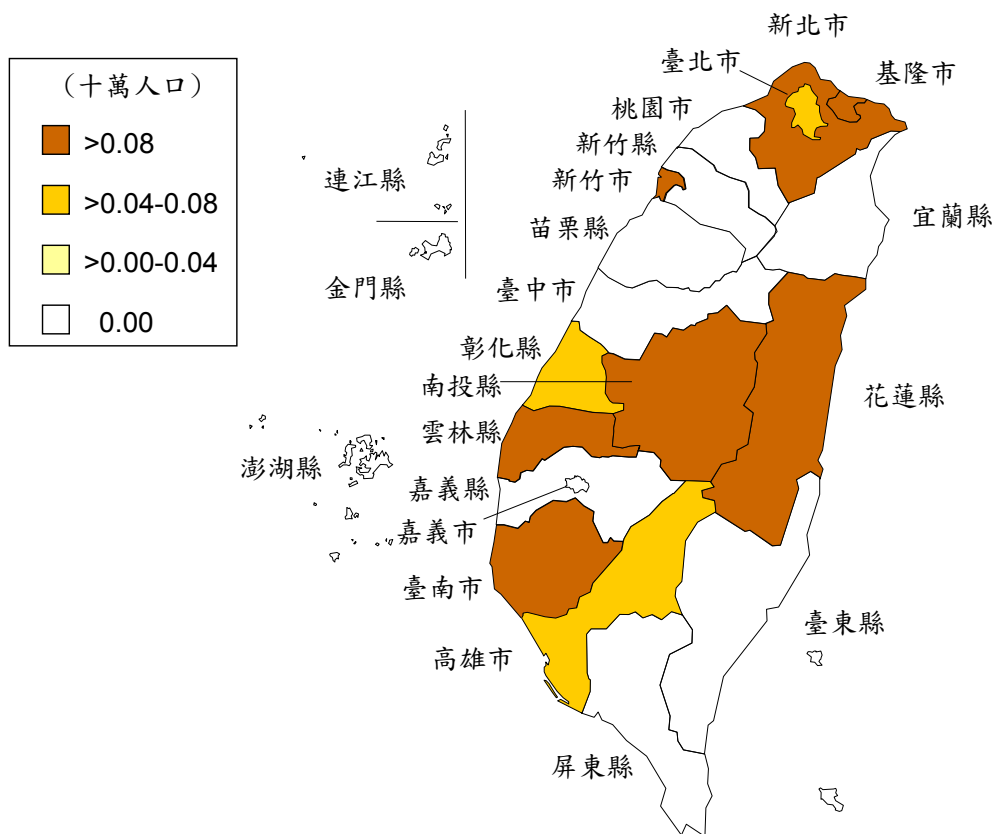 （十萬人口）
>0.08
>0.04-0.08
>0.00-0.04
0.00
新北市
臺北市
基隆市
桃園市
新竹縣
新竹市
連江縣
苗栗縣
宜蘭縣
金門縣
臺中市
彰化縣
南投縣
花蓮縣
雲林縣
澎湖縣
嘉義縣
嘉義市
臺南市
臺東縣
高雄市
屏東縣